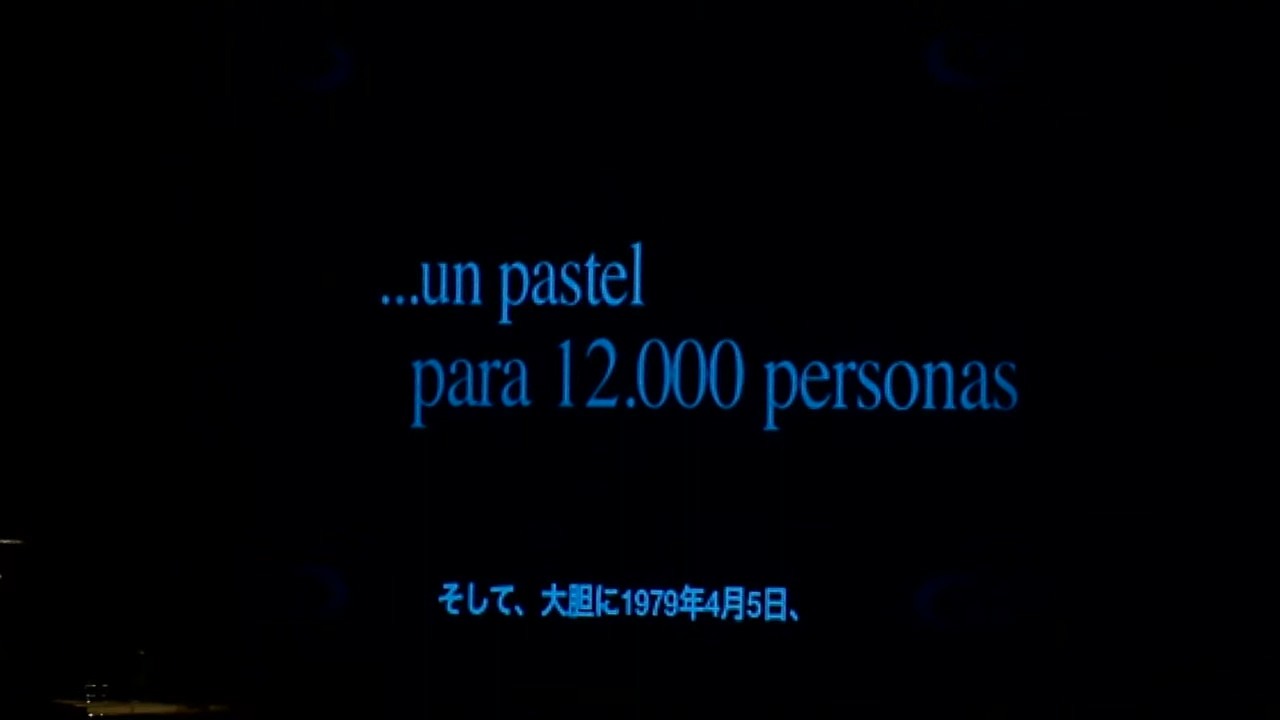 ...un pastel
para 12.000 personas
そして、大胆に1979年4月5日、